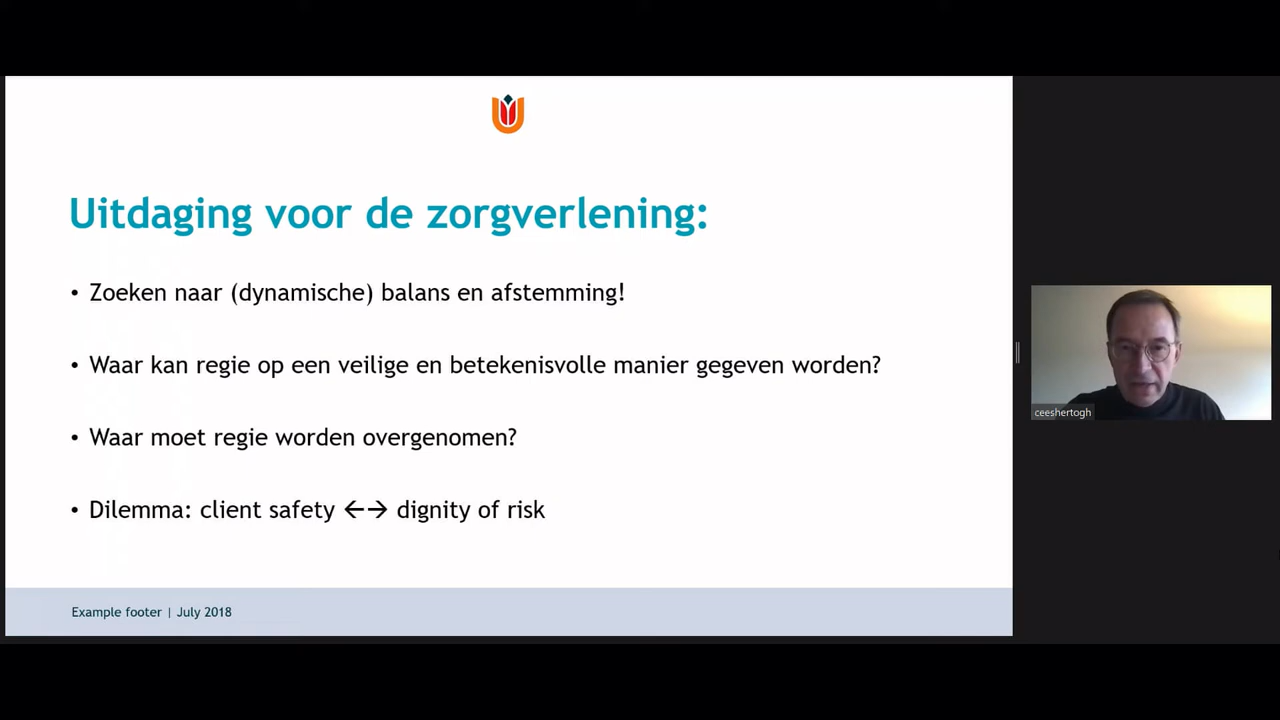 Uitdaging voor de zorgverlening:
• Zoeken naar (dynamische) balans en afstemming!
• Waar kan regie op een veilige en betekenisvolle manier gegeven worden?
• Waar moet regie worden overgenomen?
• Dilemma: client safety ←→ dignity of risk
Example footer | July 2018
ceeshertogh